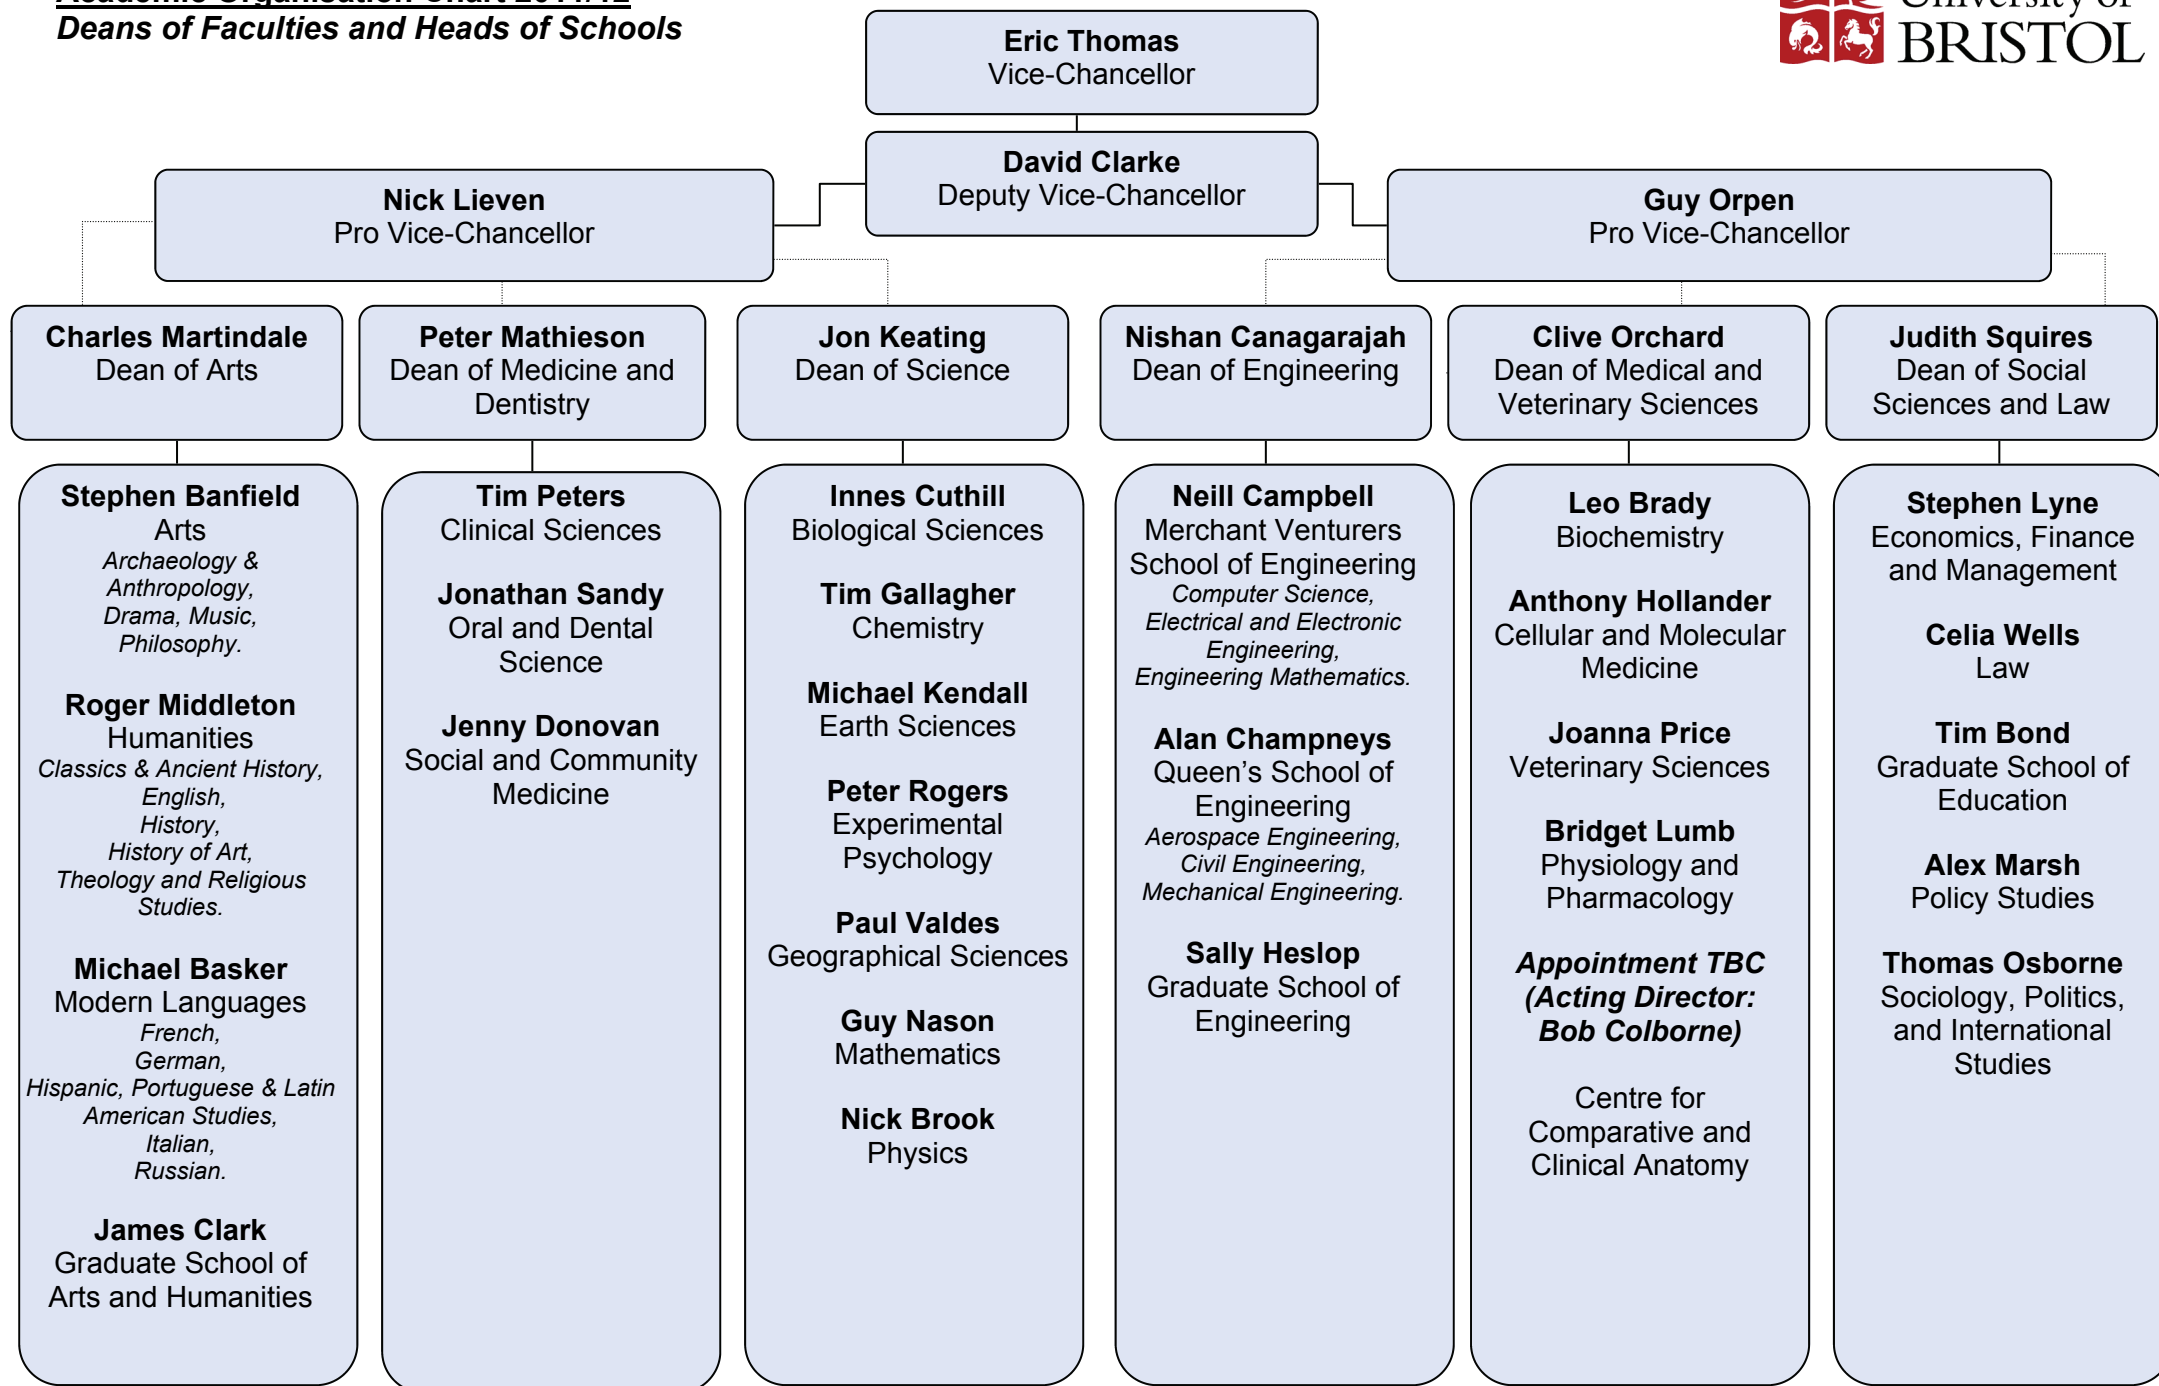 Academic Organisation Chart 2011/12
Deans of Faculties and Heads of Schools
University of
BRISTOL
Eric Thomas
Vice-Chancellor
David Clarke
Deputy Vice-Chancellor
Nick Lieven
Pro Vice-Chancellor
Guy Orpen
Pro Vice-Chancellor
Charles Martindale
Dean of Arts
Peter Mathieson
Dean of Medicine and
Dentistry
Jon Keating
Dean of Science
Nishan Canagarajah
Dean of Engineering
Clive Orchard
Dean of Medical and
Veterinary Sciences
Judith Squires
Dean of Social
Sciences and Law
Stephen Banfield
Arts
Archaeology &
Anthropology,
Drama, Music,
Philosophy.
Roger Middleton
Humanities
Classics & Ancient History,
English,
History,
History of Art,
Theology and Religious
Studies.
Michael Basker
Modern Languages
French,
German,
Hispanic, Portuguese & Latin
American Studies,
Italian,
Russian.
James Clark
Graduate School of
Arts and Humanities
Tim Peters
Clinical Sciences
Jonathan Sandy
Oral and Dental
Science
Jenny Donovan
Social and Community
Medicine
Innes Cuthill
Biological Sciences
Tim Gallagher
Chemistry
Michael Kendall
Earth Sciences
Peter Rogers
Experimental
Psychology
Paul Valdes
Geographical Sciences
Guy Nason
Mathematics
Nick Brook
Physics
Neill Campbell
Merchant Venturers
School of Engineering
Computer Science,
Electrical and Electronic
Engineering,
Engineering Mathematics.
Alan Champneys
Queen’s School of
Engineering
Aerospace Engineering,
Civil Engineering,
Mechanical Engineering.
Sally Heslop
Graduate School of
Engineering
Leo Brady
Biochemistry
Anthony Hollander
Cellular and Molecular
Medicine
Joanna Price
Veterinary Sciences
Bridget Lumb
Physiology and
Pharmacology
Appointment TBC
(Acting Director:
Bob Colborne)
Centre for
Comparative and
Clinical Anatomy
Stephen Lyne
Economics, Finance
and Management
Celia Wells
Law
Tim Bond
Graduate School of
Education
Alex Marsh
Policy Studies
Thomas Osborne
Sociology, Politics,
and International
Studies